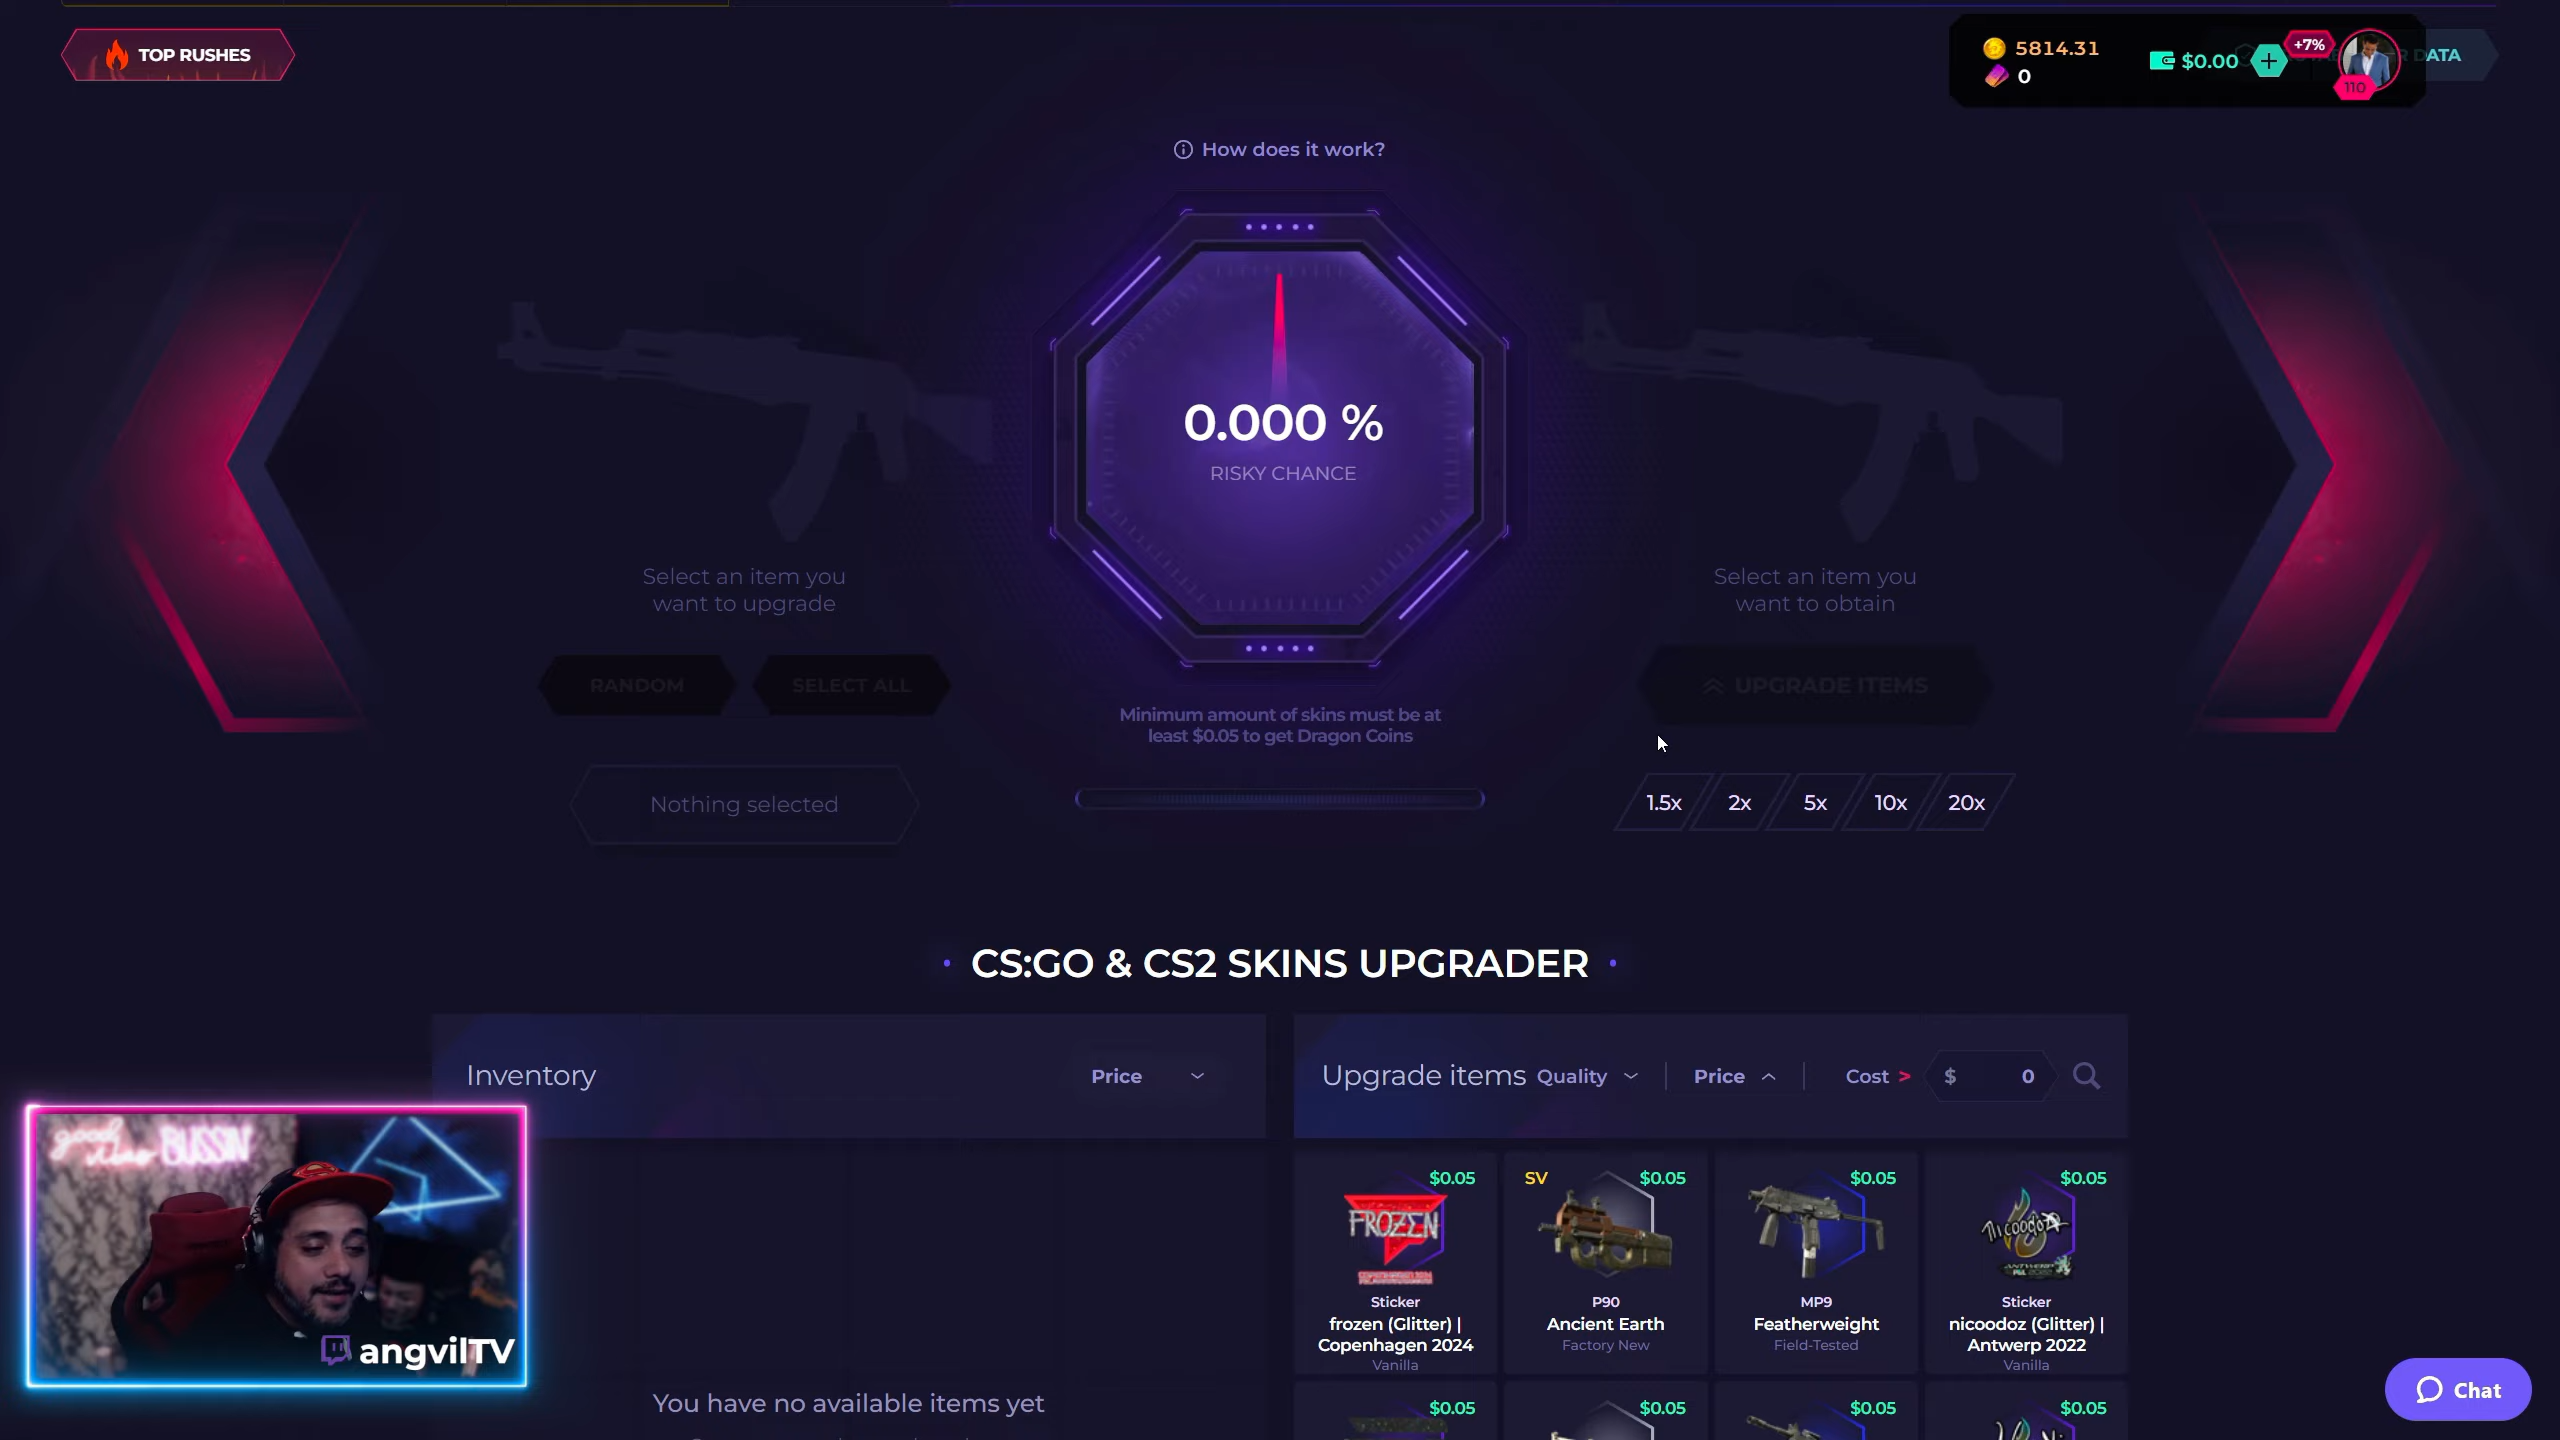 TOP RUSHES
5814.31
0
$0.00
+7%
110
DATA
How does it work?
0.000 %
RISKY CHANCE
Select an item you
want to upgrade
RANDOM
SELECT ALL
Nothing selected
Minimum amount of skins must be at
least $0.05 to get Dragon Coins
Select an item you
want to obtain
UPGRADE ITEMS
1.5x
2x
5x
10x
20x
CS:GO & CS2 SKINS UPGRADER
Inventory
Price
You have no available items yet
Upgrade items
Quality
Price
Cost >
$ 0
$0.05
FROZEN
Sticker
frozen (Glitter) |
Copenhagen 2024
Vanilla
SV
$0.05
P90
Ancient Earth
Factory New
$0.05
MP9
Featherweight
Field-Tested
$0.05
nicoodoz
Sticker
nicoodoz (Glitter) |
Antwerp 2022
Vanilla
$0.05
$0.05
$0.05
$0.05
good
BUSSIN'
angvilTV
Chat